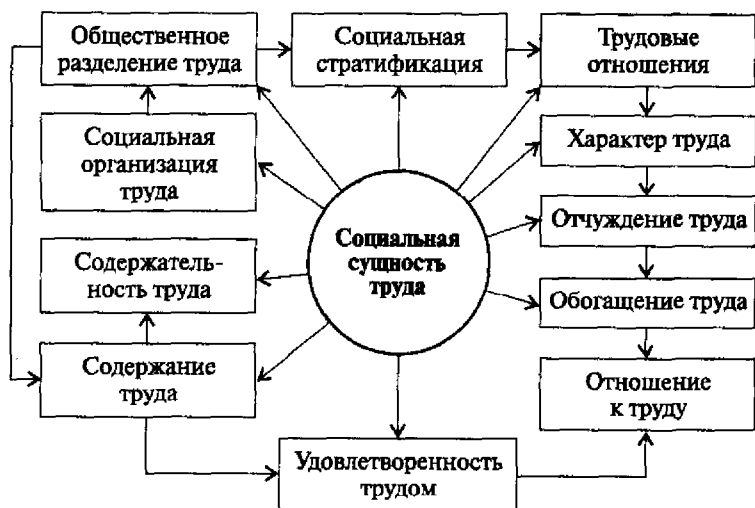 Общественное
разделение труда
Социальная
стратификация
Трудовые
отношения
Социальная
организация
труда
Характер труда
Отчуждение труда
Социальная
сущность
труда
Содержатель-
ность труда
Обогащение труда
Содержание
труда
Отношение
к труду
Удовлетворенность
трудом